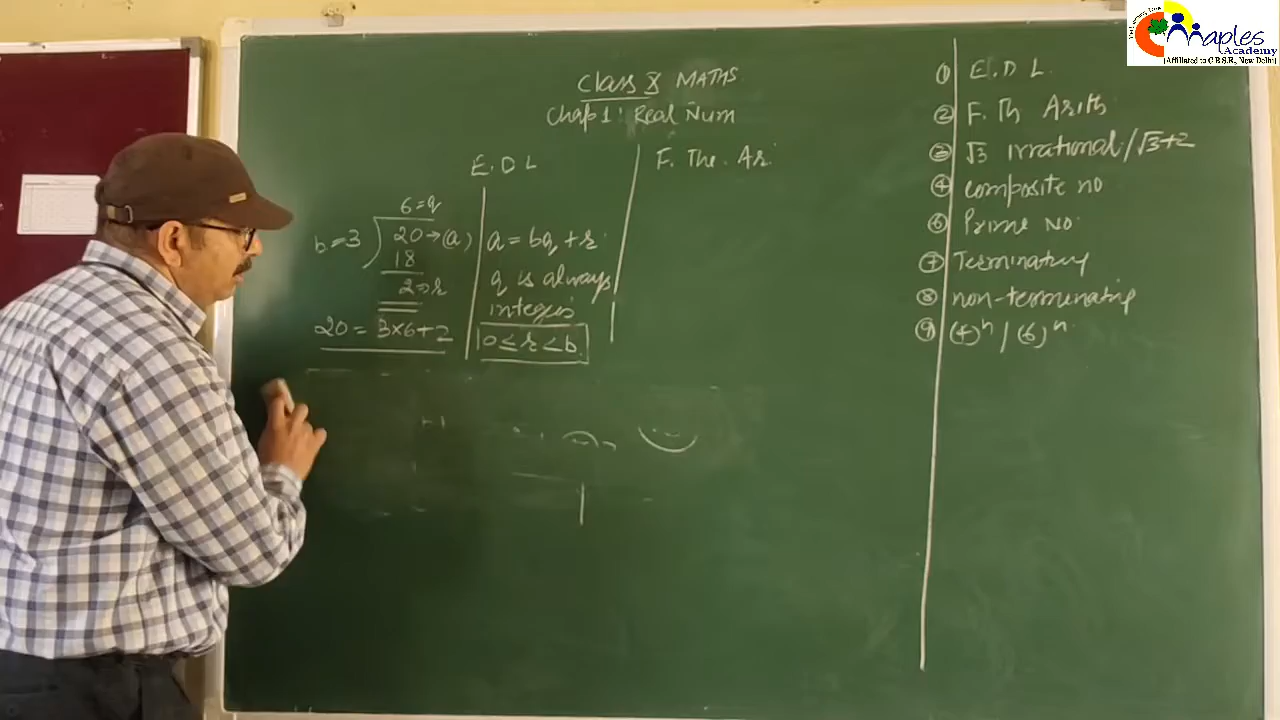 Class X MATHS
Chap 1: Real Num
E. D L
6 = q
b = 3 ) 20 → (a)
18
2 → r
20 = 3×6+2
a = bq + r
q is always
integers
0 ≤ r < b
F. The. Ar
① E.D L
② F. Th Arith
③ √3 irrational / √3+2
④ composite no
⑥ Prime No
⑦ Terminating
⑧ non-terminating
⑨ (4)ⁿ / (6)ⁿ
Maples
Academy
(Affiliated to C.B.S.E., New Delhi)